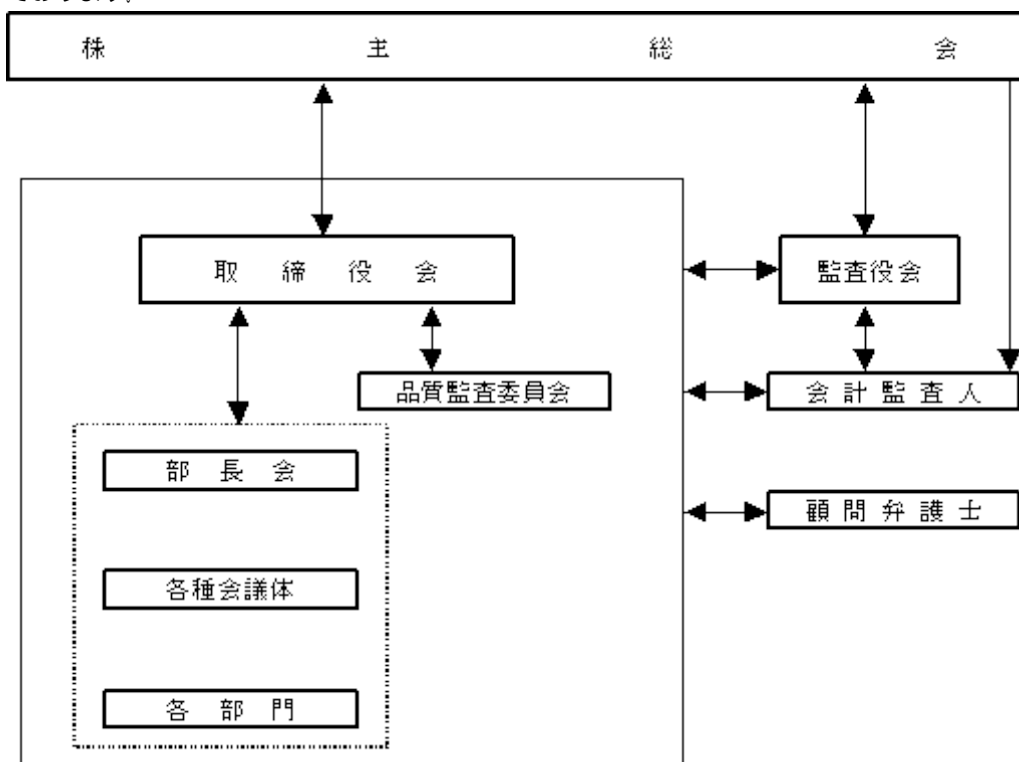 株主総会
取締役会
監査役会
品質監査委員会
会計監査人
部長会
顧問弁護士
各種会議体
各部門